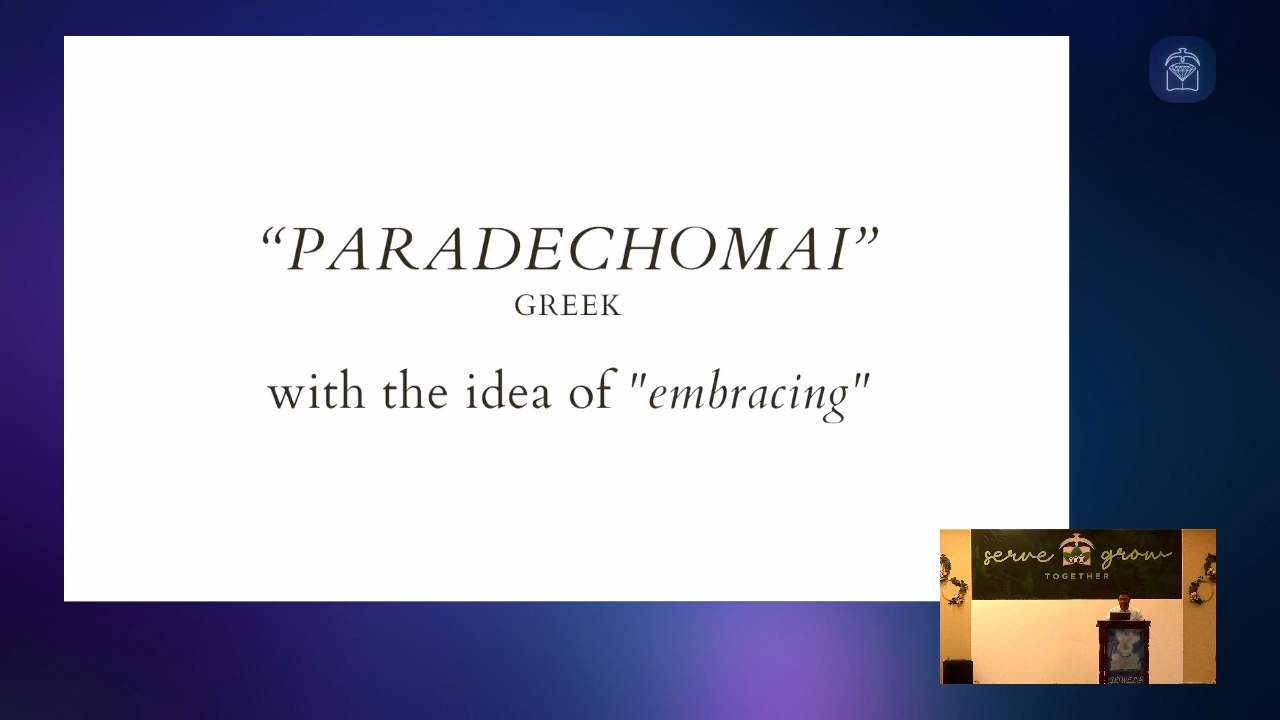 “PARADECHOMAI”
GREEK
with the idea of "embracing"
serve grow
TOGETHER